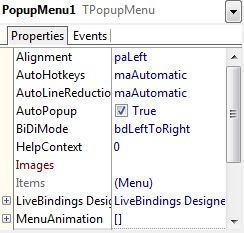 PopupMenu1 TPopupMenu
Properties Events
Alignment paLeft
AutoHotkeys maAutomatic
AutoLineReductio maAutomatic
AutoPopup True
BiDiMode bdLeftToRight
HelpContext 0
Images
Items (Menu)
LiveBindings Designe LiveBindings Designe
MenuAnimation []